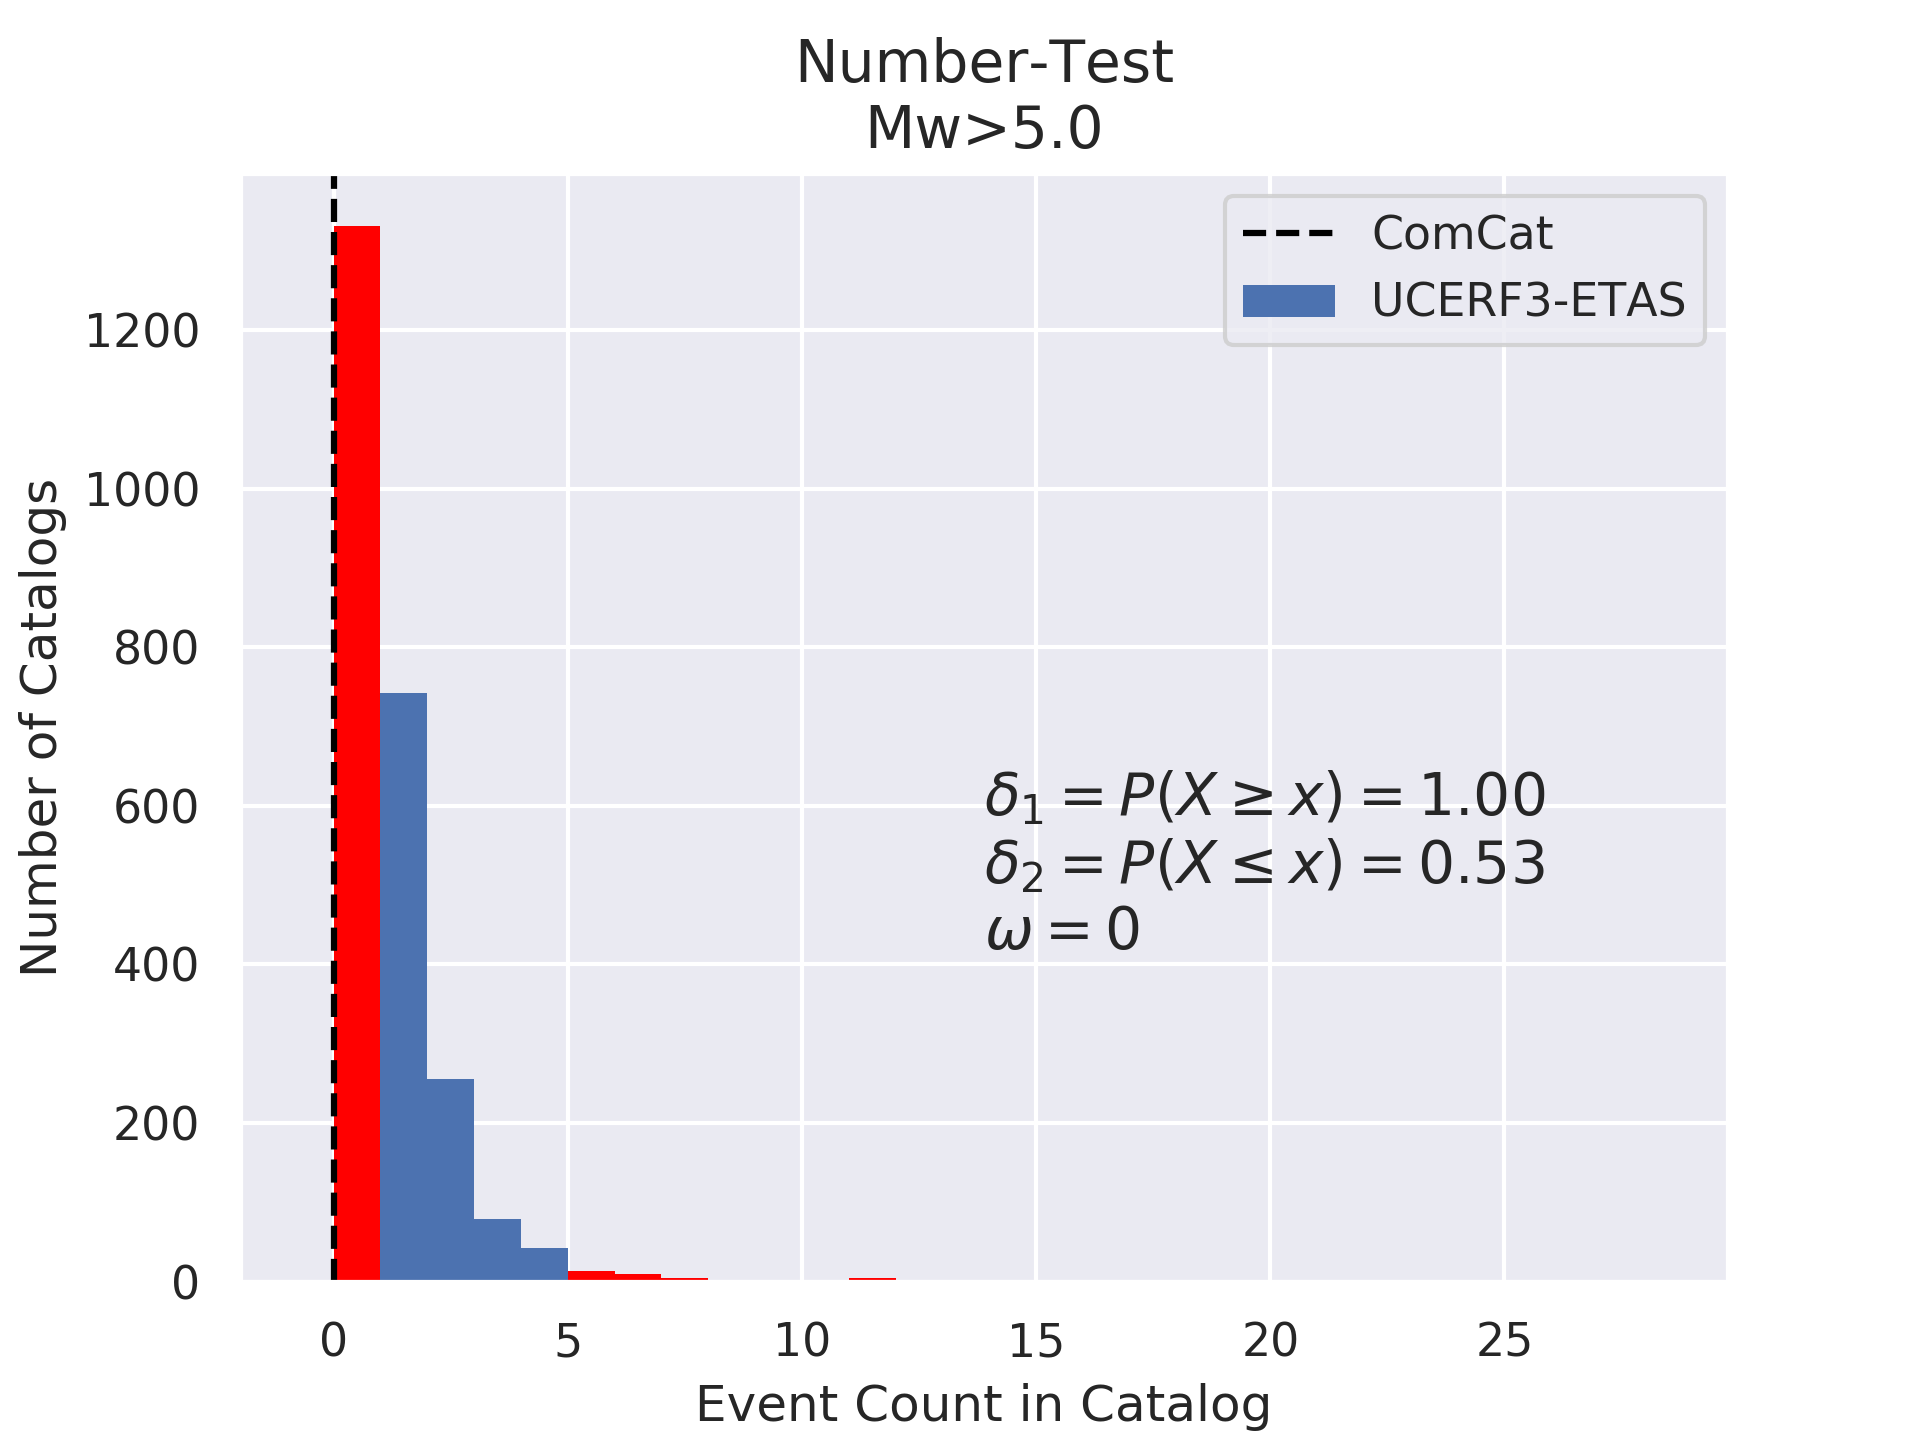 Number-Test
Mw>5.0
ComCat
UCERF3-ETAS
1200
1000
800
600
400
200
0
Number of Catalogs
δ₁ = P(X ≥ x) = 1.00
δ₂ = P(X ≤ x) = 0.53
ω = 0
0 5 10 15 20 25
Event Count in Catalog